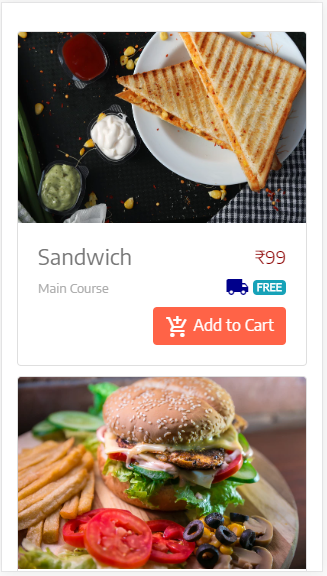 Sandwich
₹99
Main Course
FREE
Add to Cart